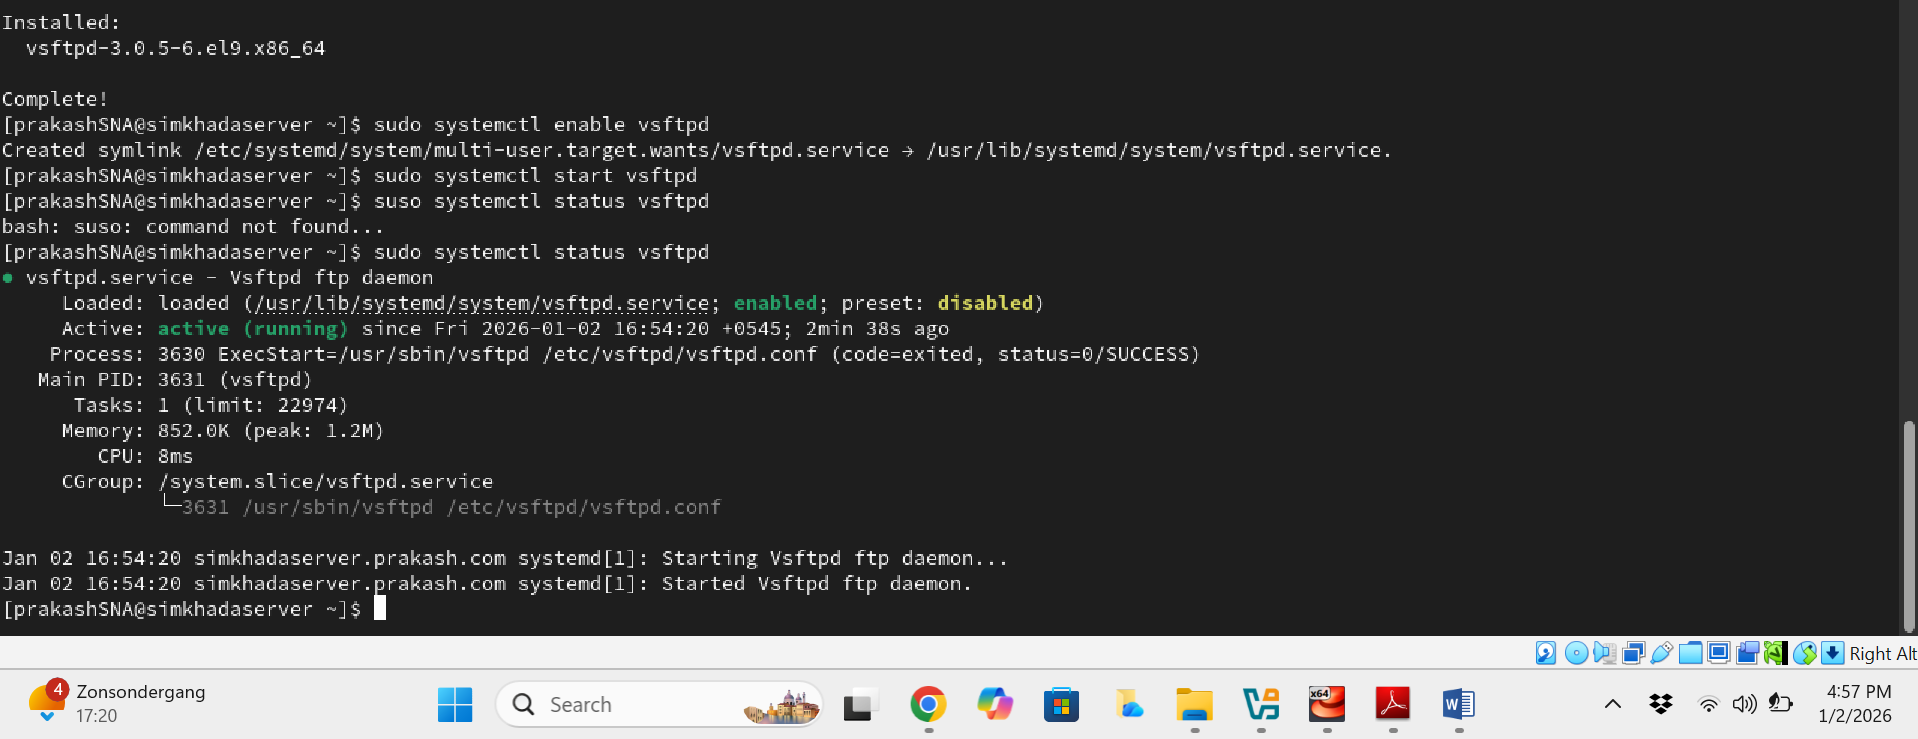 Installed:
  vsftpd-3.0.5-6.el9.x86_64
Complete!
[prakashSNA@simkhadaserver ~]$ sudo systemctl enable vsftpd
Created symlink /etc/systemd/system/multi-user.target.wants/vsftpd.service → /usr/lib/systemd/system/vsftpd.service.
[prakashSNA@simkhadaserver ~]$ sudo systemctl start vsftpd
[prakashSNA@simkhadaserver ~]$ suso systemctl status vsftpd
bash: suso: command not found...
[prakashSNA@simkhadaserver ~]$ sudo systemctl status vsftpd
● vsftpd.service - Vsftpd ftp daemon
     Loaded: loaded (/usr/lib/systemd/system/vsftpd.service; enabled; preset: disabled)
     Active: active (running) since Fri 2026-01-02 16:54:20 +0545; 2min 38s ago
    Process: 3630 ExecStart=/usr/sbin/vsftpd /etc/vsftpd/vsftpd.conf (code=exited, status=0/SUCCESS)
   Main PID: 3631 (vsftpd)
      Tasks: 1 (limit: 22974)
     Memory: 852.0K (peak: 1.2M)
        CPU: 8ms
     CGroup: /system.slice/vsftpd.service
             └─3631 /usr/sbin/vsftpd /etc/vsftpd/vsftpd.conf
Jan 02 16:54:20 simkhadaserver.prakash.com systemd[1]: Starting Vsftpd ftp daemon...
Jan 02 16:54:20 simkhadaserver.prakash.com systemd[1]: Started Vsftpd ftp daemon.
[prakashSNA@simkhadaserver ~]$
Right Alt
4
Zonsondergang
17:20
Search
x64
W
4:57 PM
1/2/2026